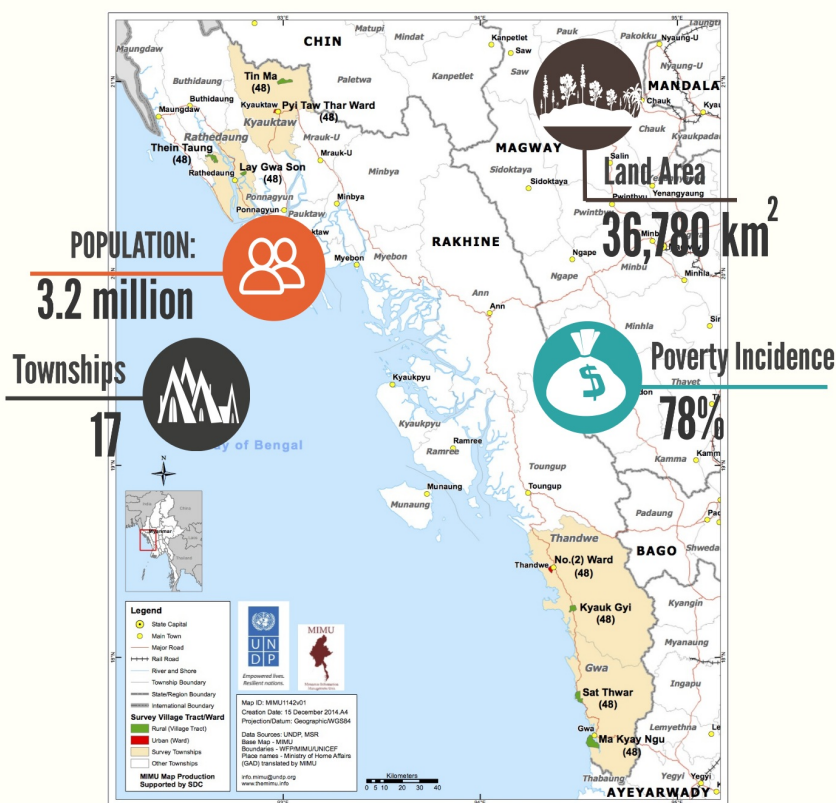 CHIN
Matupi
Mindat
Pauk
Pakokku
Nyaung-U
Kanpetlet
Saw
Maungdaw
Tin Ma
(48)
Buthidaung
Paletwa
Kanpetlet
Saw
Nyaung-U
MANDALA
Buthidaung
Kyauktaw
Pyi Taw Thar Ward
(48)
Chauk
Maungdaw
Kyauktaw
Chauk
Kyaukpada
Rathedaung
Mrauk-U
MAGWAY
Thein Taung
(48)
Mrauk-U
Salin
Lay Gwa Son
(48)
Rathedaung
Minbya
Sidoktaya
Sidoktaya
Land Area
Yenangyaung
Ponnagyun
Ponnagyun
Pauktaw
Minbya
Pwintbyu
36,780 km²
POPULATION:
3.2 million
RAKHINE
Myebon
Myebon
Ngape
Ngape
Minbu
Minhla
Ann
Ann
Minhla
Townships
17
Poverty Incidence
78%
Thayet
Kyaukpyu
Kyaukpyu
Ramree
Ramree
y of Bengal
Kamma
Munaung
Munaung
Toungup
Toungup
Padaung
N
Thandwe
BAGO
Shweda
Thandwe
No.(2) Ward
(48)
Kyangin
Kyauk Gyi
(48)
Myanaung
Gwa
Ingapu
Sat Thwar
(48)
Gwa
Ma Kyay Ngu
(48)
Lemyethna
Thabaung
Yegyi
Yegyi
AYEYARWADY
Legend
State Capital
Main Town
Major Road
Rail Road
River and Shore
Township Boundary
State/Region Boundary
International Boundary
Survey Village Tract/Ward
Rural (Village Tract)
Urban (Ward)
Survey Townships
Other Townships
MIMU Map Production
Supported by SDC
U N
D P
Empowered lives.
Resilient nations.
MIMU
Map ID: MIMU1142v01
Creation Date: 15 December 2014.A4
Projection/Datum: Geographic/WGS84
Data Sources: UNDP, MSR
Base Map - MIMU
Boundaries - WFP/MIMU/UNICEF
Place names - Ministry of Home Affairs
(GAD) translated by MIMU
info.mimu@undp.org
www.themimu.info
Kilometers
0 5 10 20 30 40